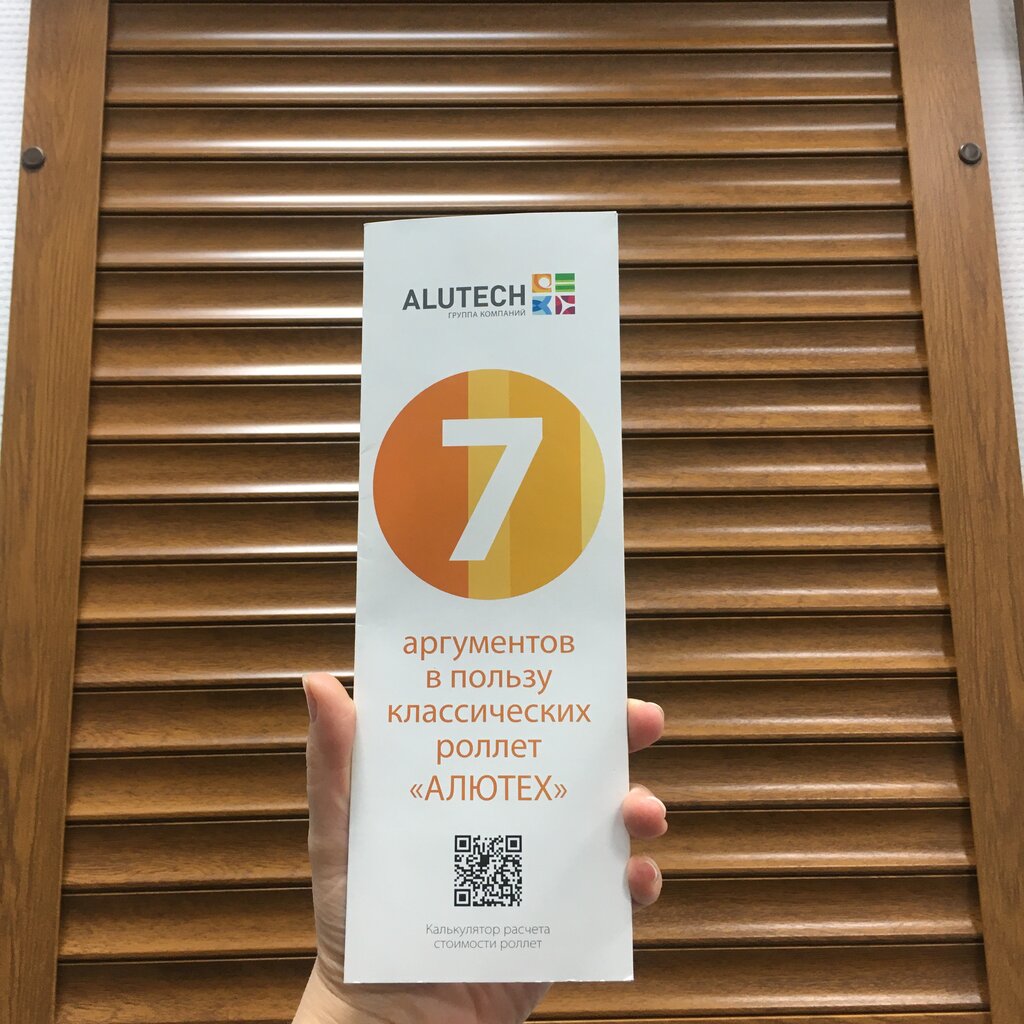 ALUTECH
ГРУППА КОМПАНИЙ
7
аргументов
в пользу
классических
роллет
«АЛЮТЕХ»
Калькулятор расчета
стоимости роллет